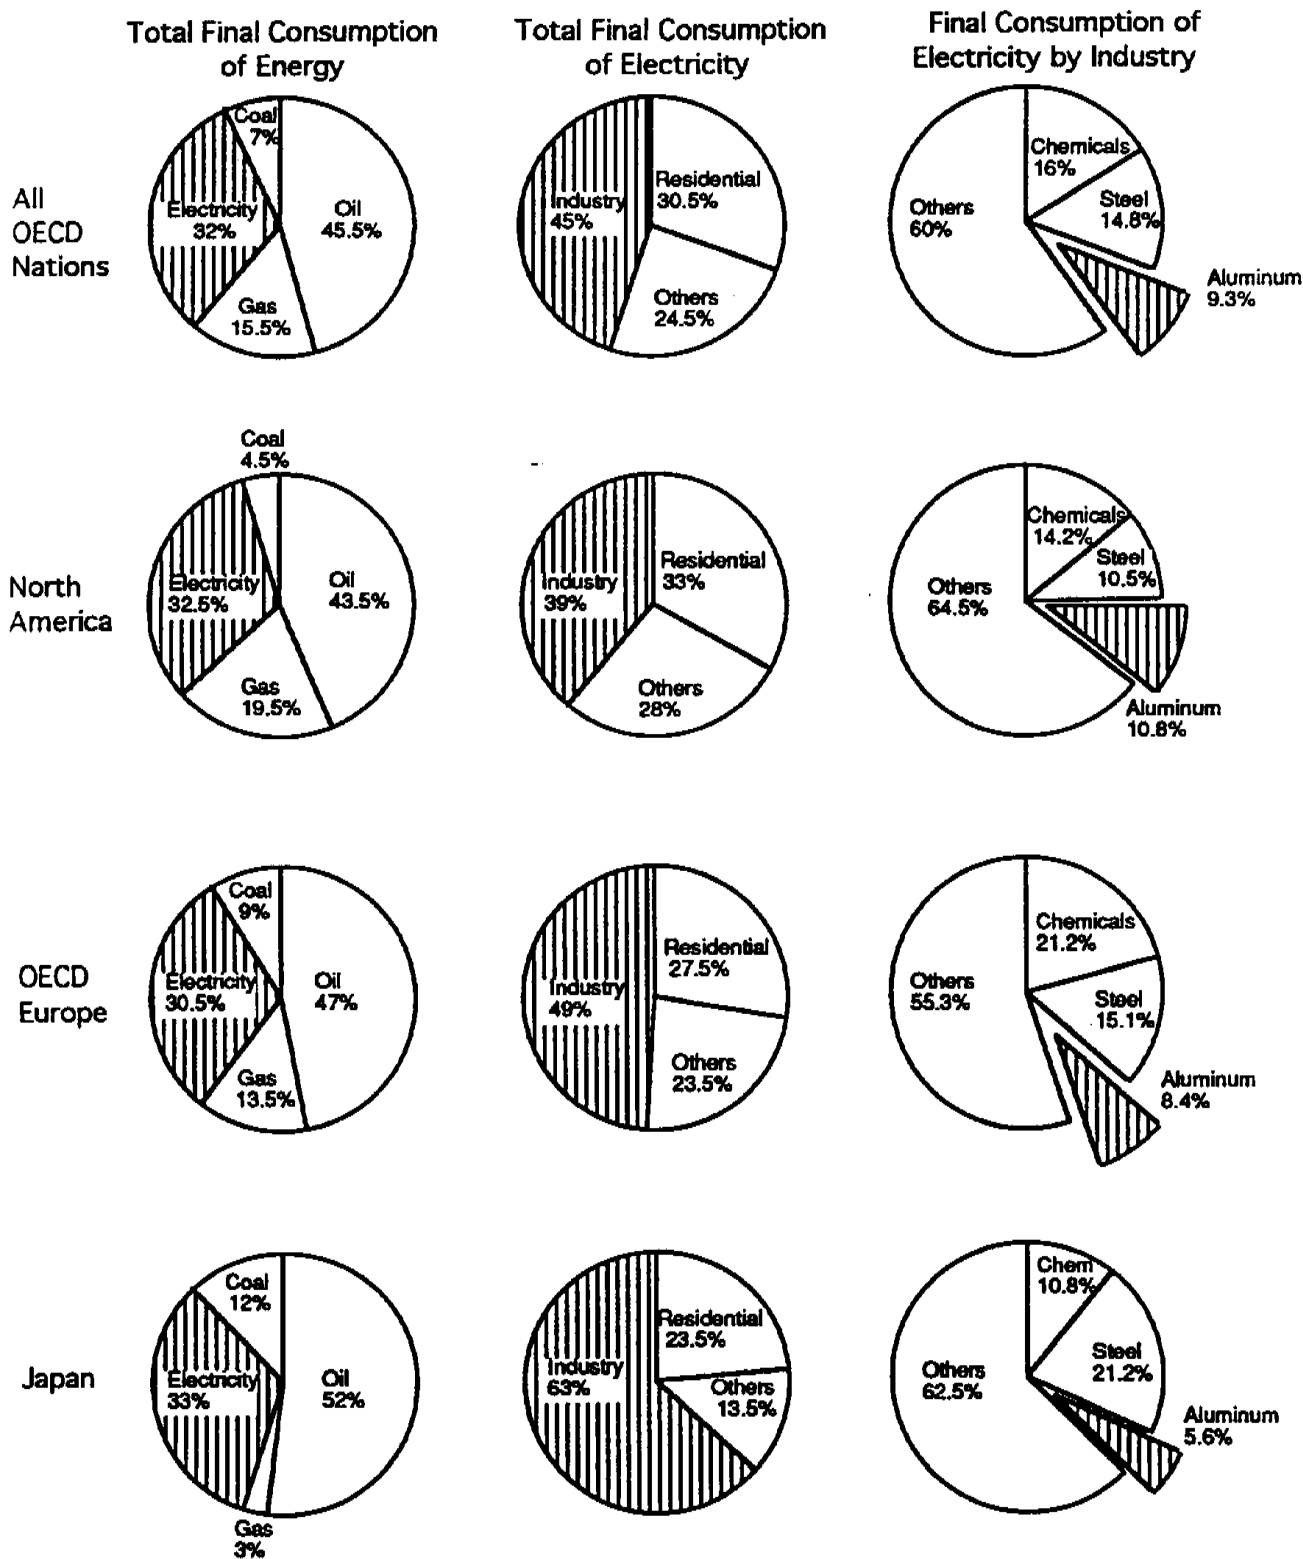 Total Final Consumption
of Energy
Total Final Consumption
of Electricity
Final Consumption of
Electricity by Industry
All
OECD
Nations
Coal
7%
Electricity
32%
Oil
45.5%
Gas
15.5%
Industry
45%
Residential
30.5%
Others
24.5%
Others
60%
Chemicals
16%
Steel
14.8%
Aluminum
9.3%
North
America
Coal
4.5%
Electricity
32.5%
Oil
43.5%
Gas
19.5%
Industry
39%
Residential
33%
Others
28%
Others
64.5%
Chemicals
14.2%
Steel
10.5%
Aluminum
10.8%
OECD
Europe
Coal
9%
Electricity
30.5%
Oil
47%
Gas
13.5%
Industry
49%
Residential
27.5%
Others
23.5%
Others
55.3%
Chemicals
21.2%
Steel
15.1%
Aluminum
8.4%
Japan
Coal
12%
Electricity
33%
Oil
52%
Gas
3%
Industry
63%
Residential
23.5%
Others
13.5%
Others
62.5%
Chem
10.8%
Steel
21.2%
Aluminum
5.6%